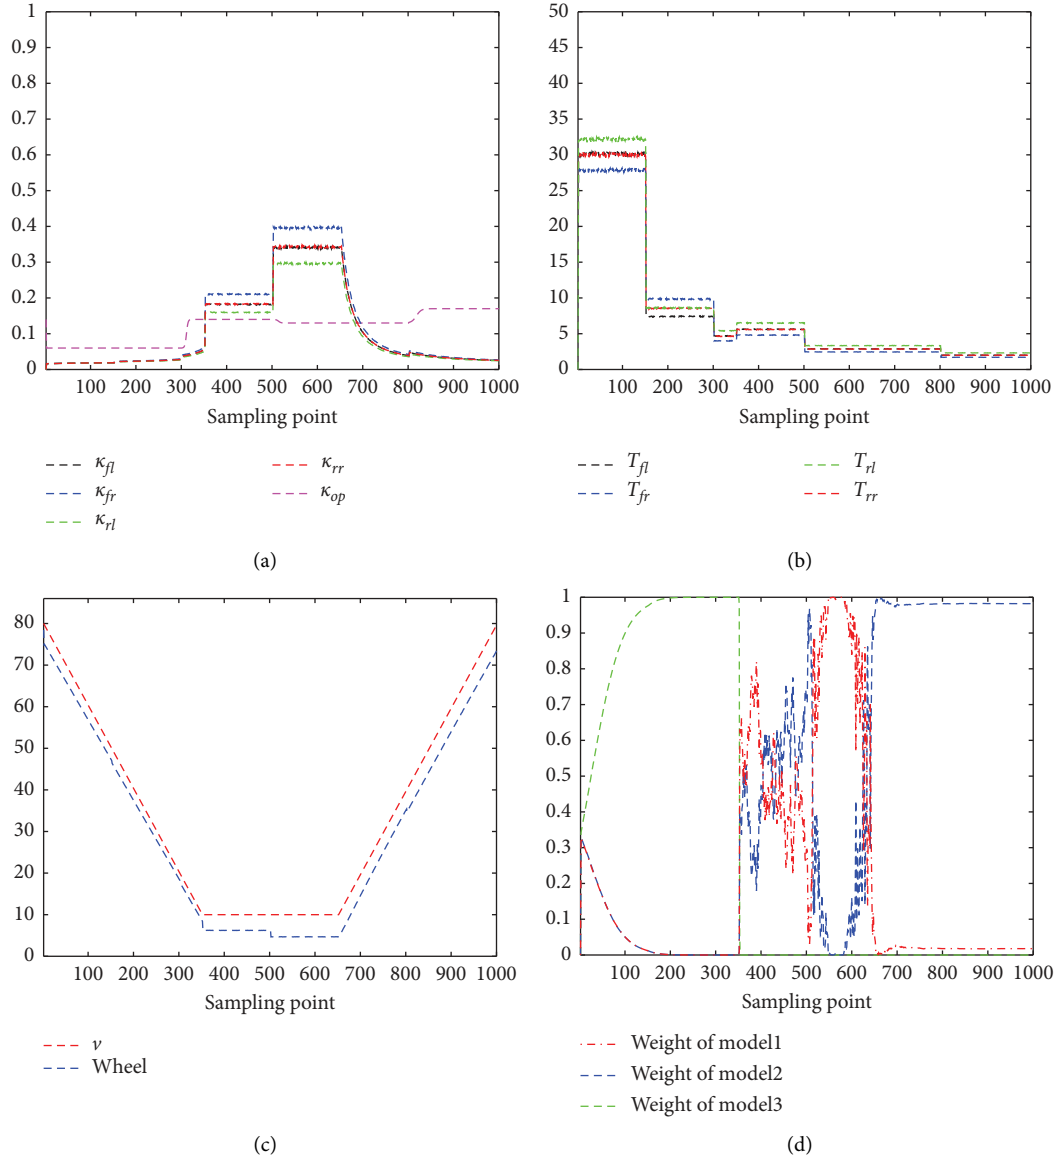 1
0.9
0.8
0.7
0.6
0.5
0.4
0.3
0.2
0.1
0
100 200 300 400 500 600 700 800 900 1000
Sampling point
κfl
κfr
κrl
κrr
κop
(a)
50
45
40
35
30
25
20
15
10
5
0
100 200 300 400 500 600 700 800 900 1000
Sampling point
Tfl
Tfr
Trl
Trr
(b)
80
70
60
50
40
30
20
10
0
100 200 300 400 500 600 700 800 900 1000
Sampling point
v
Wheel
(c)
1
0.9
0.8
0.7
0.6
0.5
0.4
0.3
0.2
0.1
0
100 200 300 400 500 600 700 800 900 1000
Sampling point
Weight of model1
Weight of model2
Weight of model3
(d)